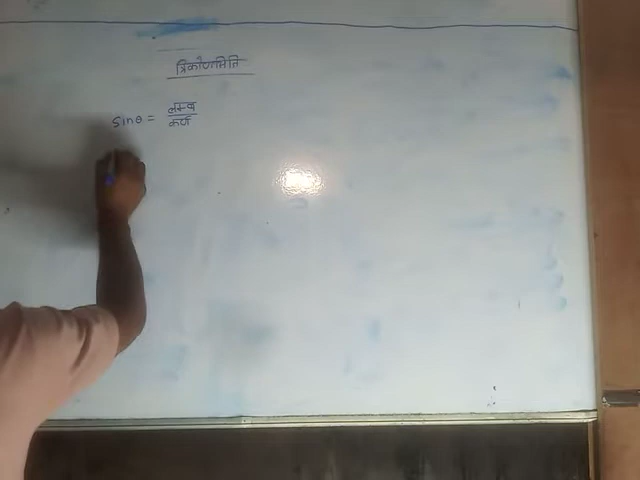 त्रिकोणमिति
sinθ = लम्ब / कर्ण